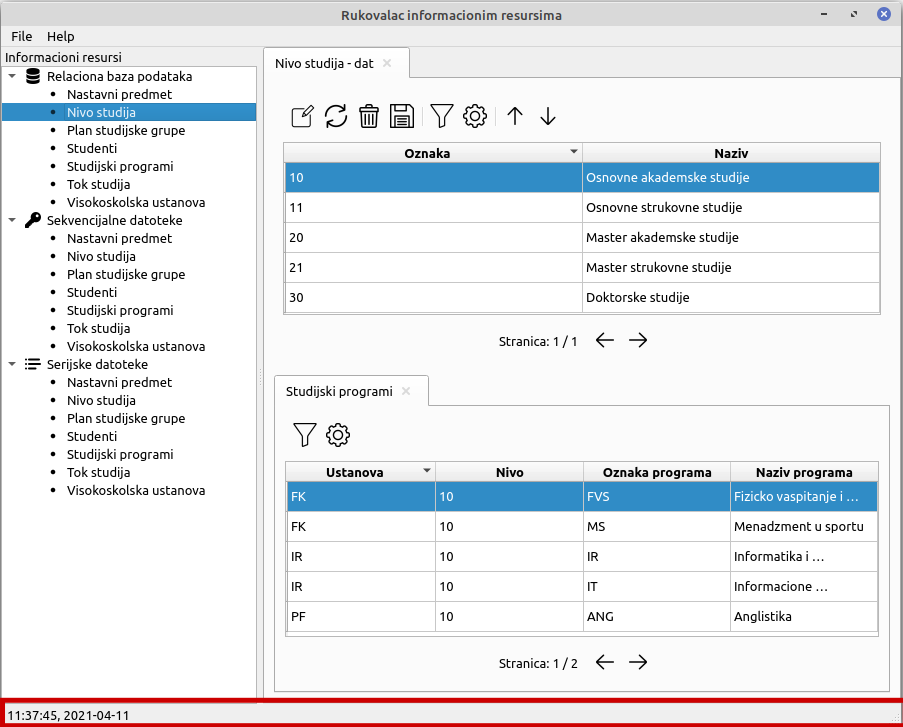 Rukovalac informacionim resursima
File Help
Informacioni resursi
Relaciona baza podataka
Nastavni predmet
Nivo studija
Plan studijske grupe
Studenti
Studijski programi
Tok studija
Visokoskolska ustanova
Sekvencijalne datoteke
Nastavni predmet
Nivo studija
Plan studijske grupe
Studenti
Studijski programi
Tok studija
Visokoskolska ustanova
Serijske datoteke
Nastavni predmet
Nivo studija
Plan studijske grupe
Studenti
Studijski programi
Tok studija
Visokoskolska ustanova
Nivo studija - dat
Oznaka Naziv
10 Osnovne akademske studije
11 Osnovne strukovne studije
20 Master akademske studije
21 Master strukovne studije
30 Doktorske studije
Stranica: 1 / 1
Studijski programi
Ustanova Nivo Oznaka programa Naziv programa
FK 10 FVS Fizicko vaspitanje i ...
FK 10 MS Menadzment u sportu
IR 10 IR Informatika i ...
IR 10 IT Informacione ...
PF 10 ANG Anglistika
Stranica: 1 / 2
11:37:45, 2021-04-11